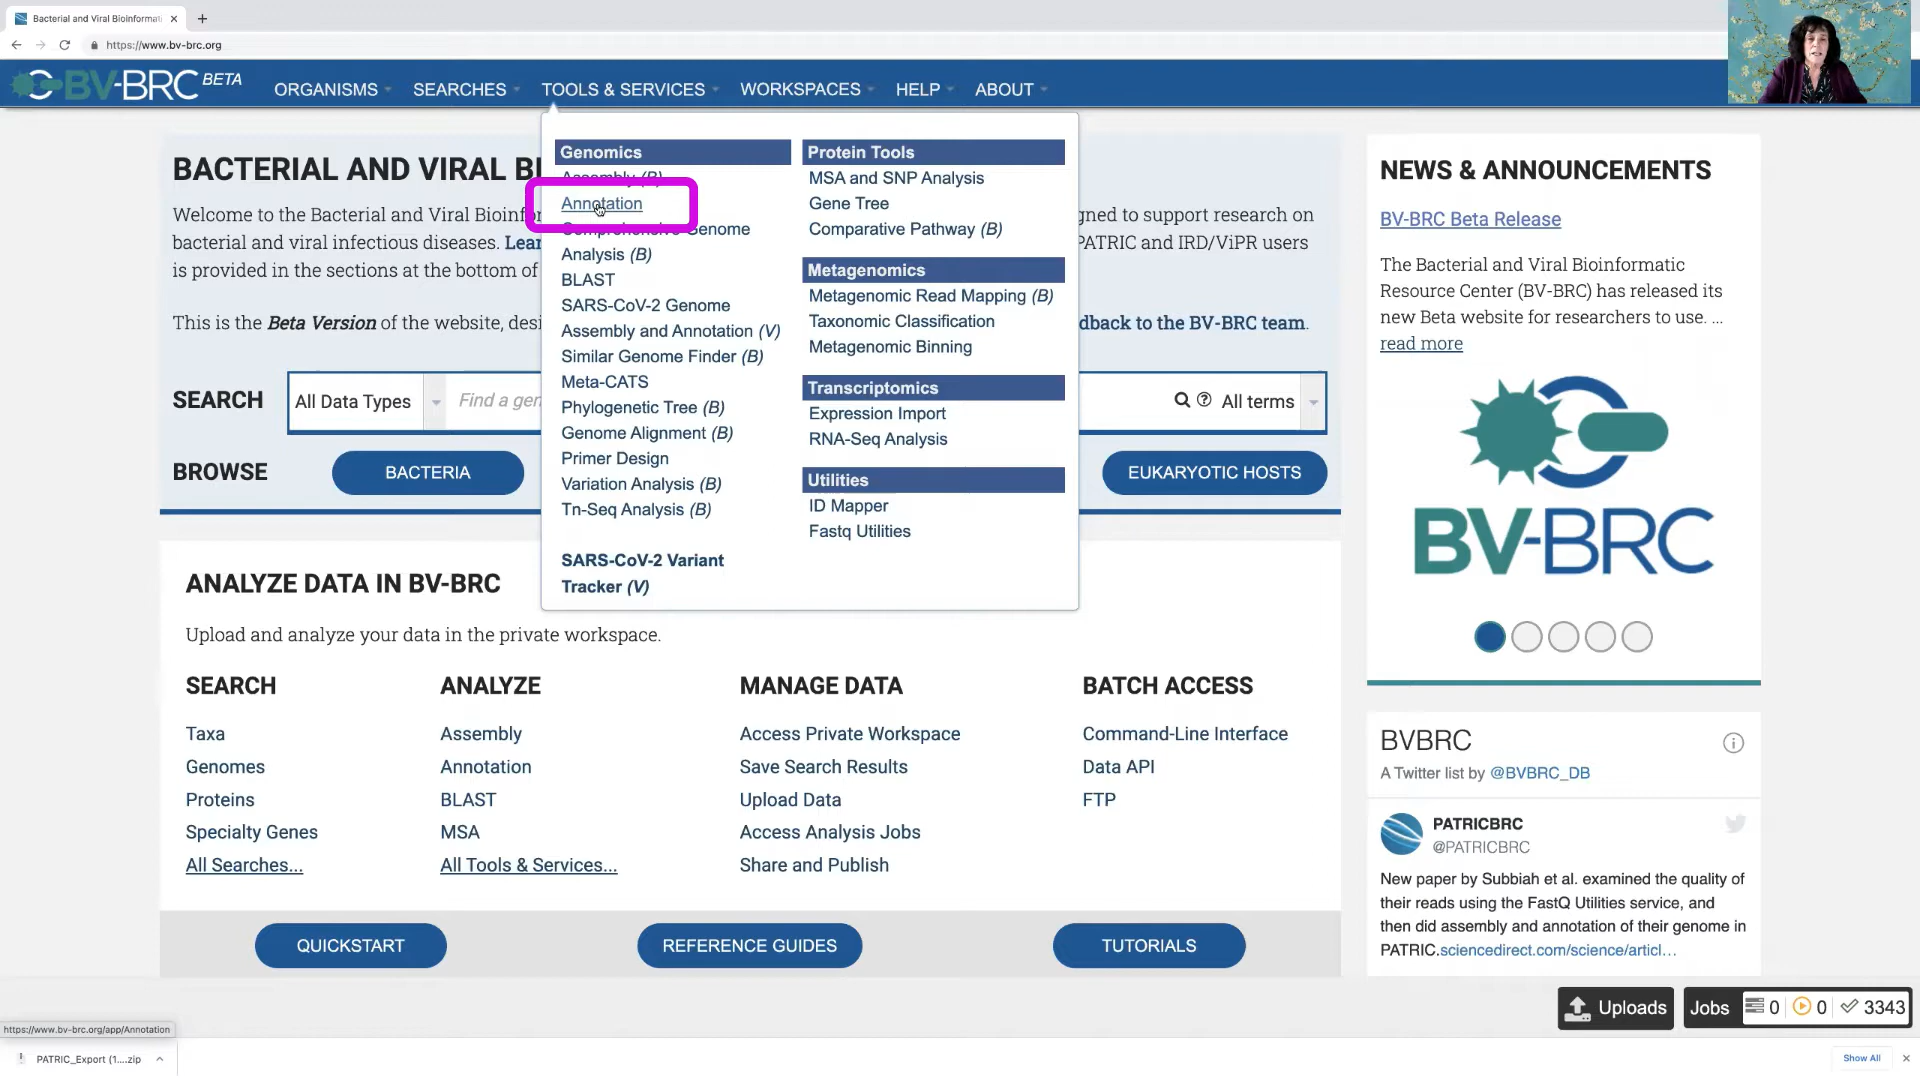 Bacterial and Viral Bioinformat
https://www.bv-brc.org
BV-BRC BETA
ORGANISMS
SEARCHES
TOOLS & SERVICES
WORKSPACES
HELP
ABOUT
Genomics
Assembly (B)
Annotation
Comprehensive Genome
Analysis (B)
BLAST
SARS-CoV-2 Genome
Assembly and Annotation (V)
Similar Genome Finder (B)
Meta-CATS
Phylogenetic Tree (B)
Genome Alignment (B)
Primer Design
Variation Analysis (B)
Tn-Seq Analysis (B)
SARS-CoV-2 Variant
Tracker (V)
Protein Tools
MSA and SNP Analysis
Gene Tree
Comparative Pathway (B)
Metagenomics
Metagenomic Read Mapping (B)
Taxonomic Classification
Metagenomic Binning
Transcriptomics
Expression Import
RNA-Seq Analysis
Utilities
ID Mapper
Fastq Utilities
BACTERIAL AND VIRAL BI
Welcome to the Bacterial and Viral Bioinfor
gned to support research on
bacterial and viral infectious diseases. Lear
PATRIC and IRD/ViPR users
is provided in the sections at the bottom of
This is the Beta Version of the website, desi
dback to the BV-BRC team.
SEARCH
All Data Types
Find a gen
All terms
BROWSE
BACTERIA
EUKARYOTIC HOSTS
ANALYZE DATA IN BV-BRC
Upload and analyze your data in the private workspace.
SEARCH
Taxa
Genomes
Proteins
Specialty Genes
All Searches...
ANALYZE
Assembly
Annotation
BLAST
MSA
All Tools & Services...
MANAGE DATA
Access Private Workspace
Save Search Results
Upload Data
Access Analysis Jobs
Share and Publish
BATCH ACCESS
Command-Line Interface
Data API
FTP
QUICKSTART
REFERENCE GUIDES
TUTORIALS
NEWS & ANNOUNCEMENTS
BV-BRC Beta Release
The Bacterial and Viral Bioinformatic
Resource Center (BV-BRC) has released its
new Beta website for researchers to use. ...
read more
BV-BRC
BVBRC
A Twitter list by @BVBRC_DB
PATRICBRC
@PATRICBRC
New paper by Subbiah et al. examined the quality of
their reads using the FastQ Utilities service, and
then did assembly and annotation of their genome in
PATRIC.sciencedirect.com/science/articl…
Uploads
Jobs 0 0 3343
https://www.bv-brc.org/app/Annotation
PATRIC_Export (1....zip
Show All